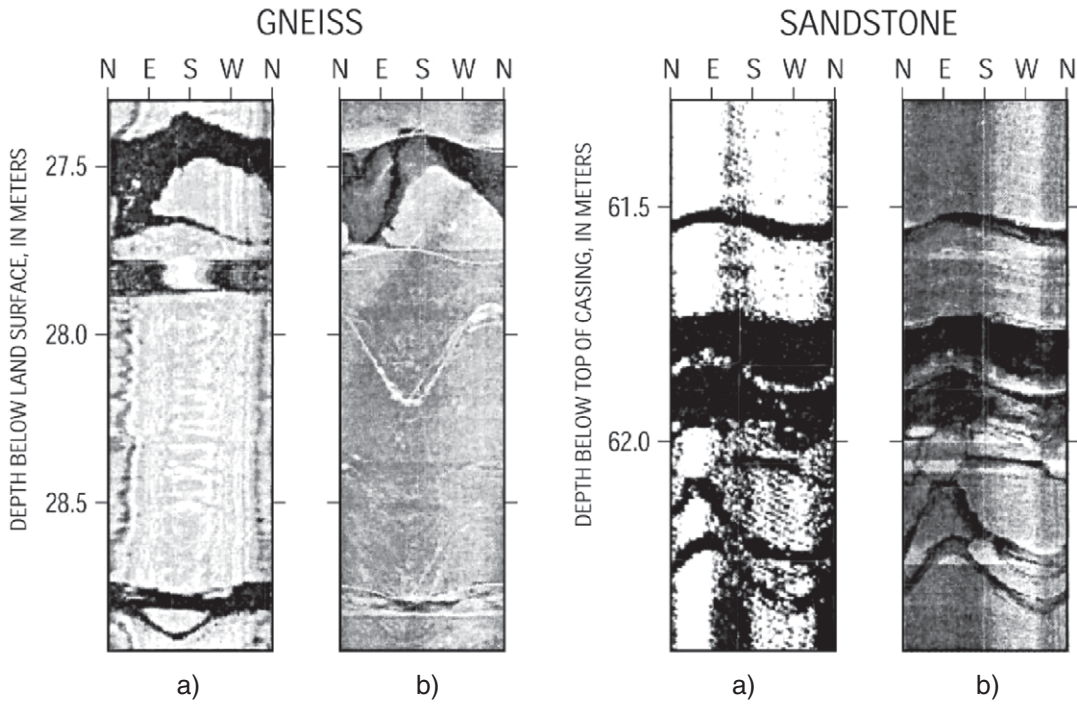 GNEISS
SANDSTONE
N E S W N
N E S W N
N E S W N
N E S W N
DEPTH BELOW LAND SURFACE, IN METERS
27.5
28.0
28.5
DEPTH BELOW TOP OF CASING, IN METERS
61.5
62.0
a)
b)
a)
b)